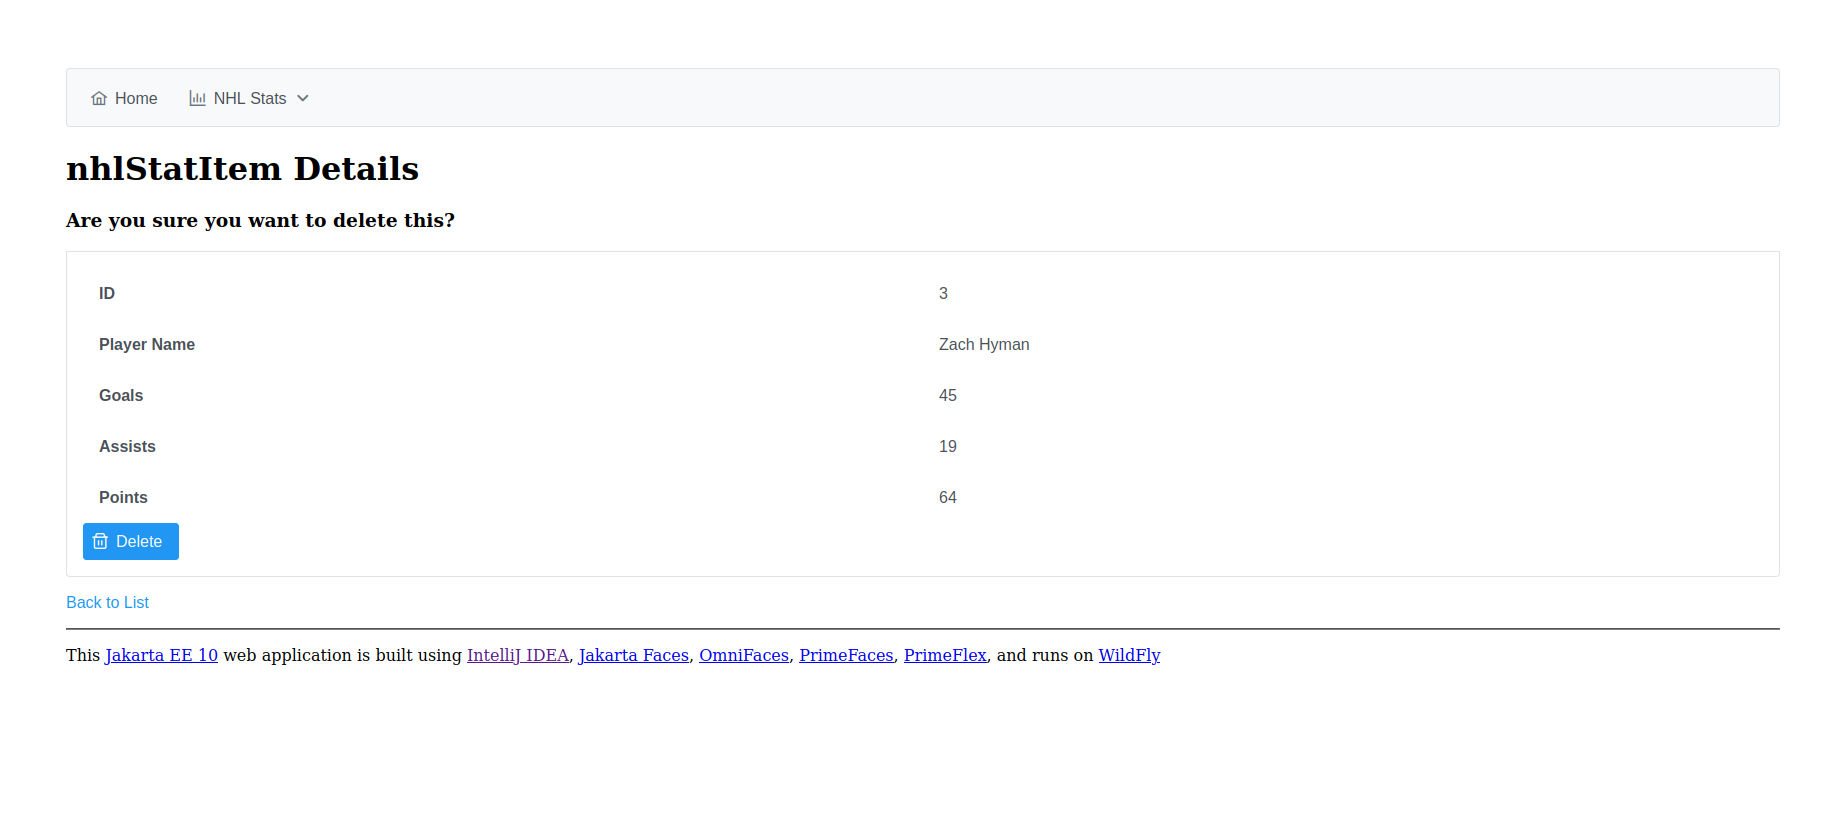 Home NHL Stats
nhlStatItem Details
Are you sure you want to delete this?
ID 3
Player Name Zach Hyman
Goals 45
Assists 19
Points 64
Delete
Back to List
This Jakarta EE 10 web application is built using IntelliJ IDEA, Jakarta Faces, OmniFaces, PrimeFaces, PrimeFlex, and runs on WildFly